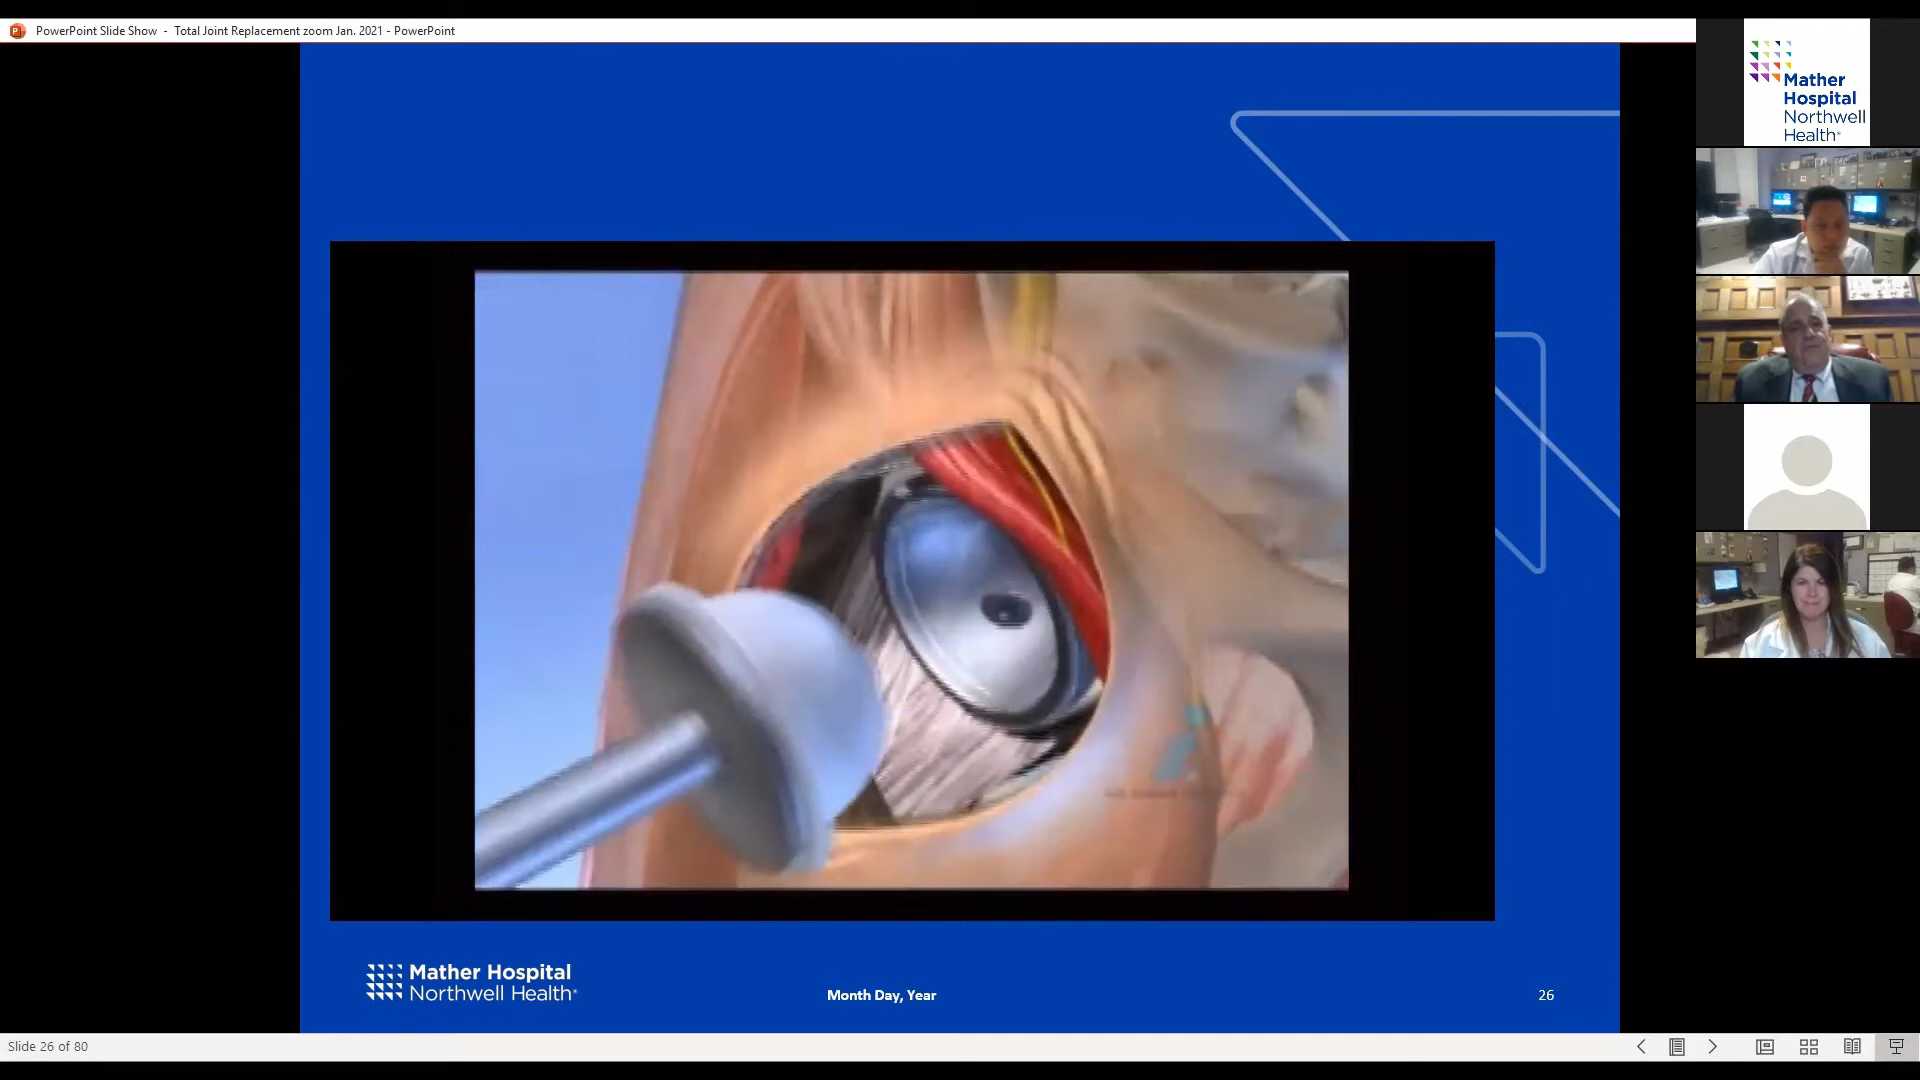 PowerPoint Slide Show - Total Joint Replacement zoom Jan. 2021 - PowerPoint
Mather
Hospital
Northwell
Health
Mather Hospital
Northwell Health
Month Day, Year
26
Slide 26 of 80